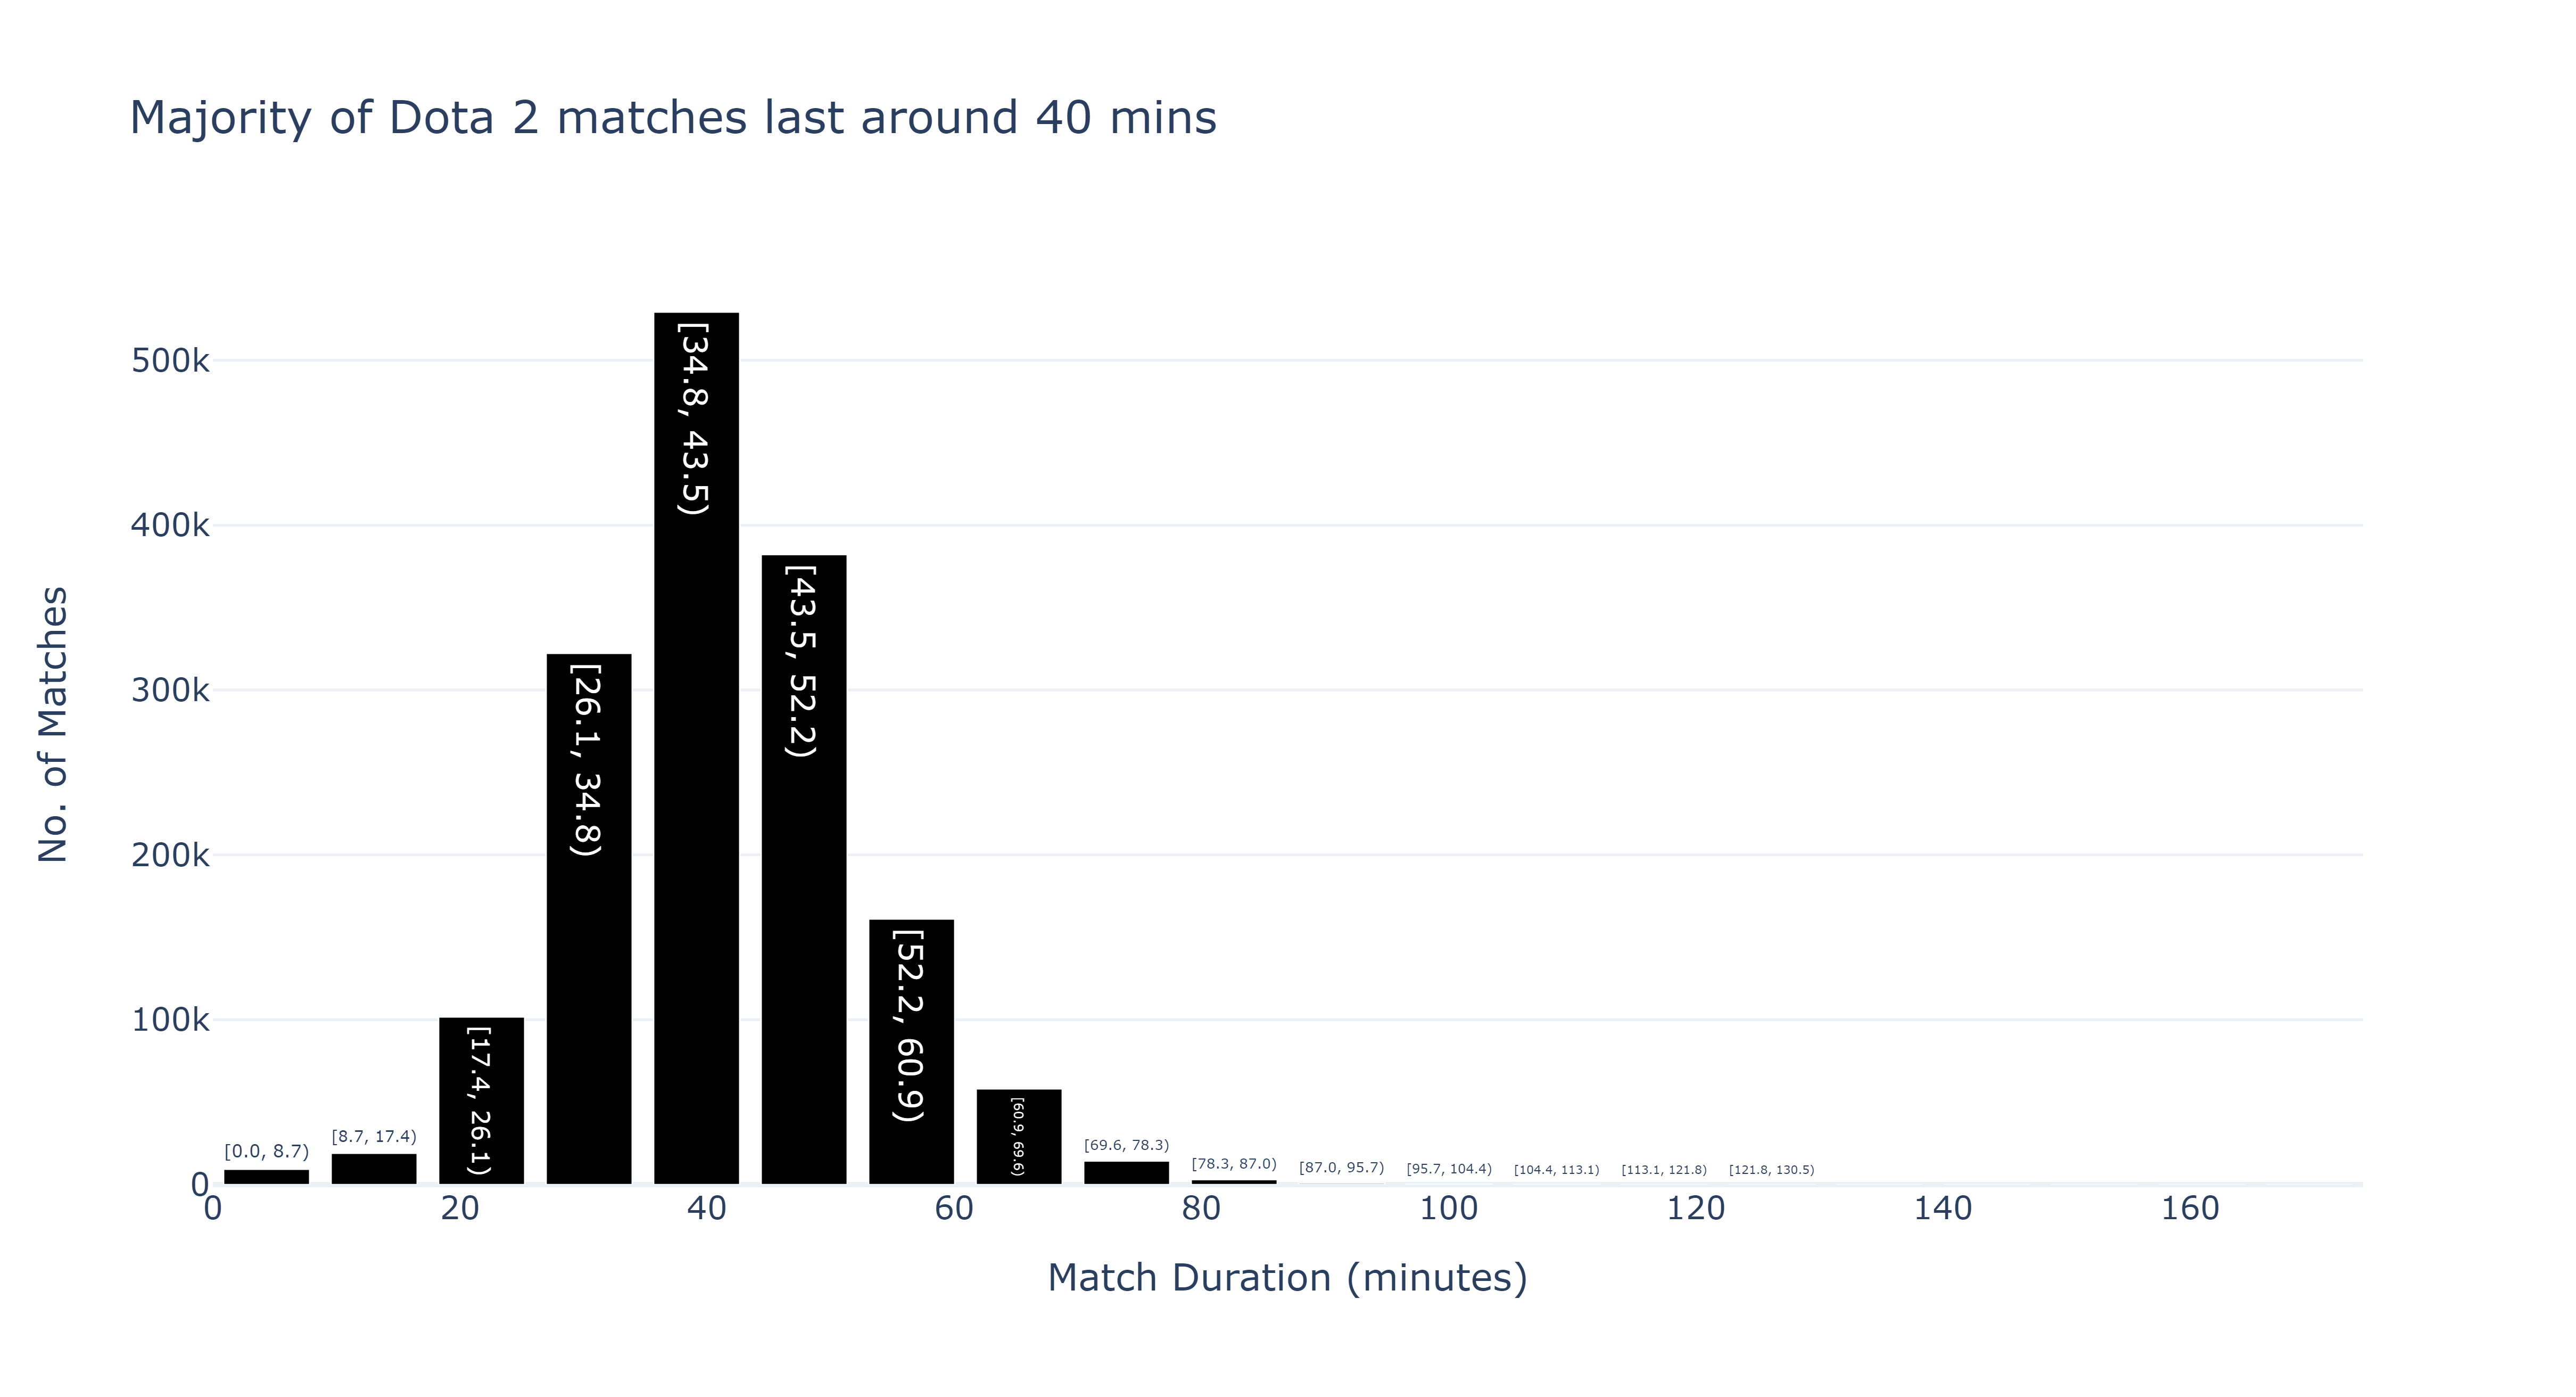 Majority of Dota 2 matches last around 40 mins
No. of Matches
500k
400k
300k
200k
100k
0
[0.0, 8.7)
[8.7, 17.4)
[17.4, 26.1)
[26.1, 34.8)
[34.8, 43.5)
[43.5, 52.2)
[52.2, 60.9)
[60.9, 69.6)
[69.6, 78.3)
[78.3, 87.0)
[87.0, 95.7)
[95.7, 104.4)
[104.4, 113.1)
[113.1, 121.8)
[121.8, 130.5)
0 20 40 60 80 100 120 140 160
Match Duration (minutes)